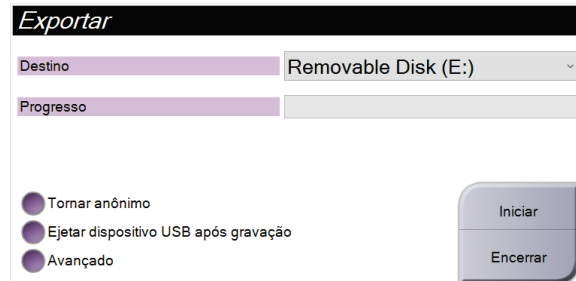 Exportar
Destino
Removable Disk (E:)
Progresso
Tornar anônimo
Ejetar dispositivo USB após gravação
Avançado
Iniciar
Encerrar